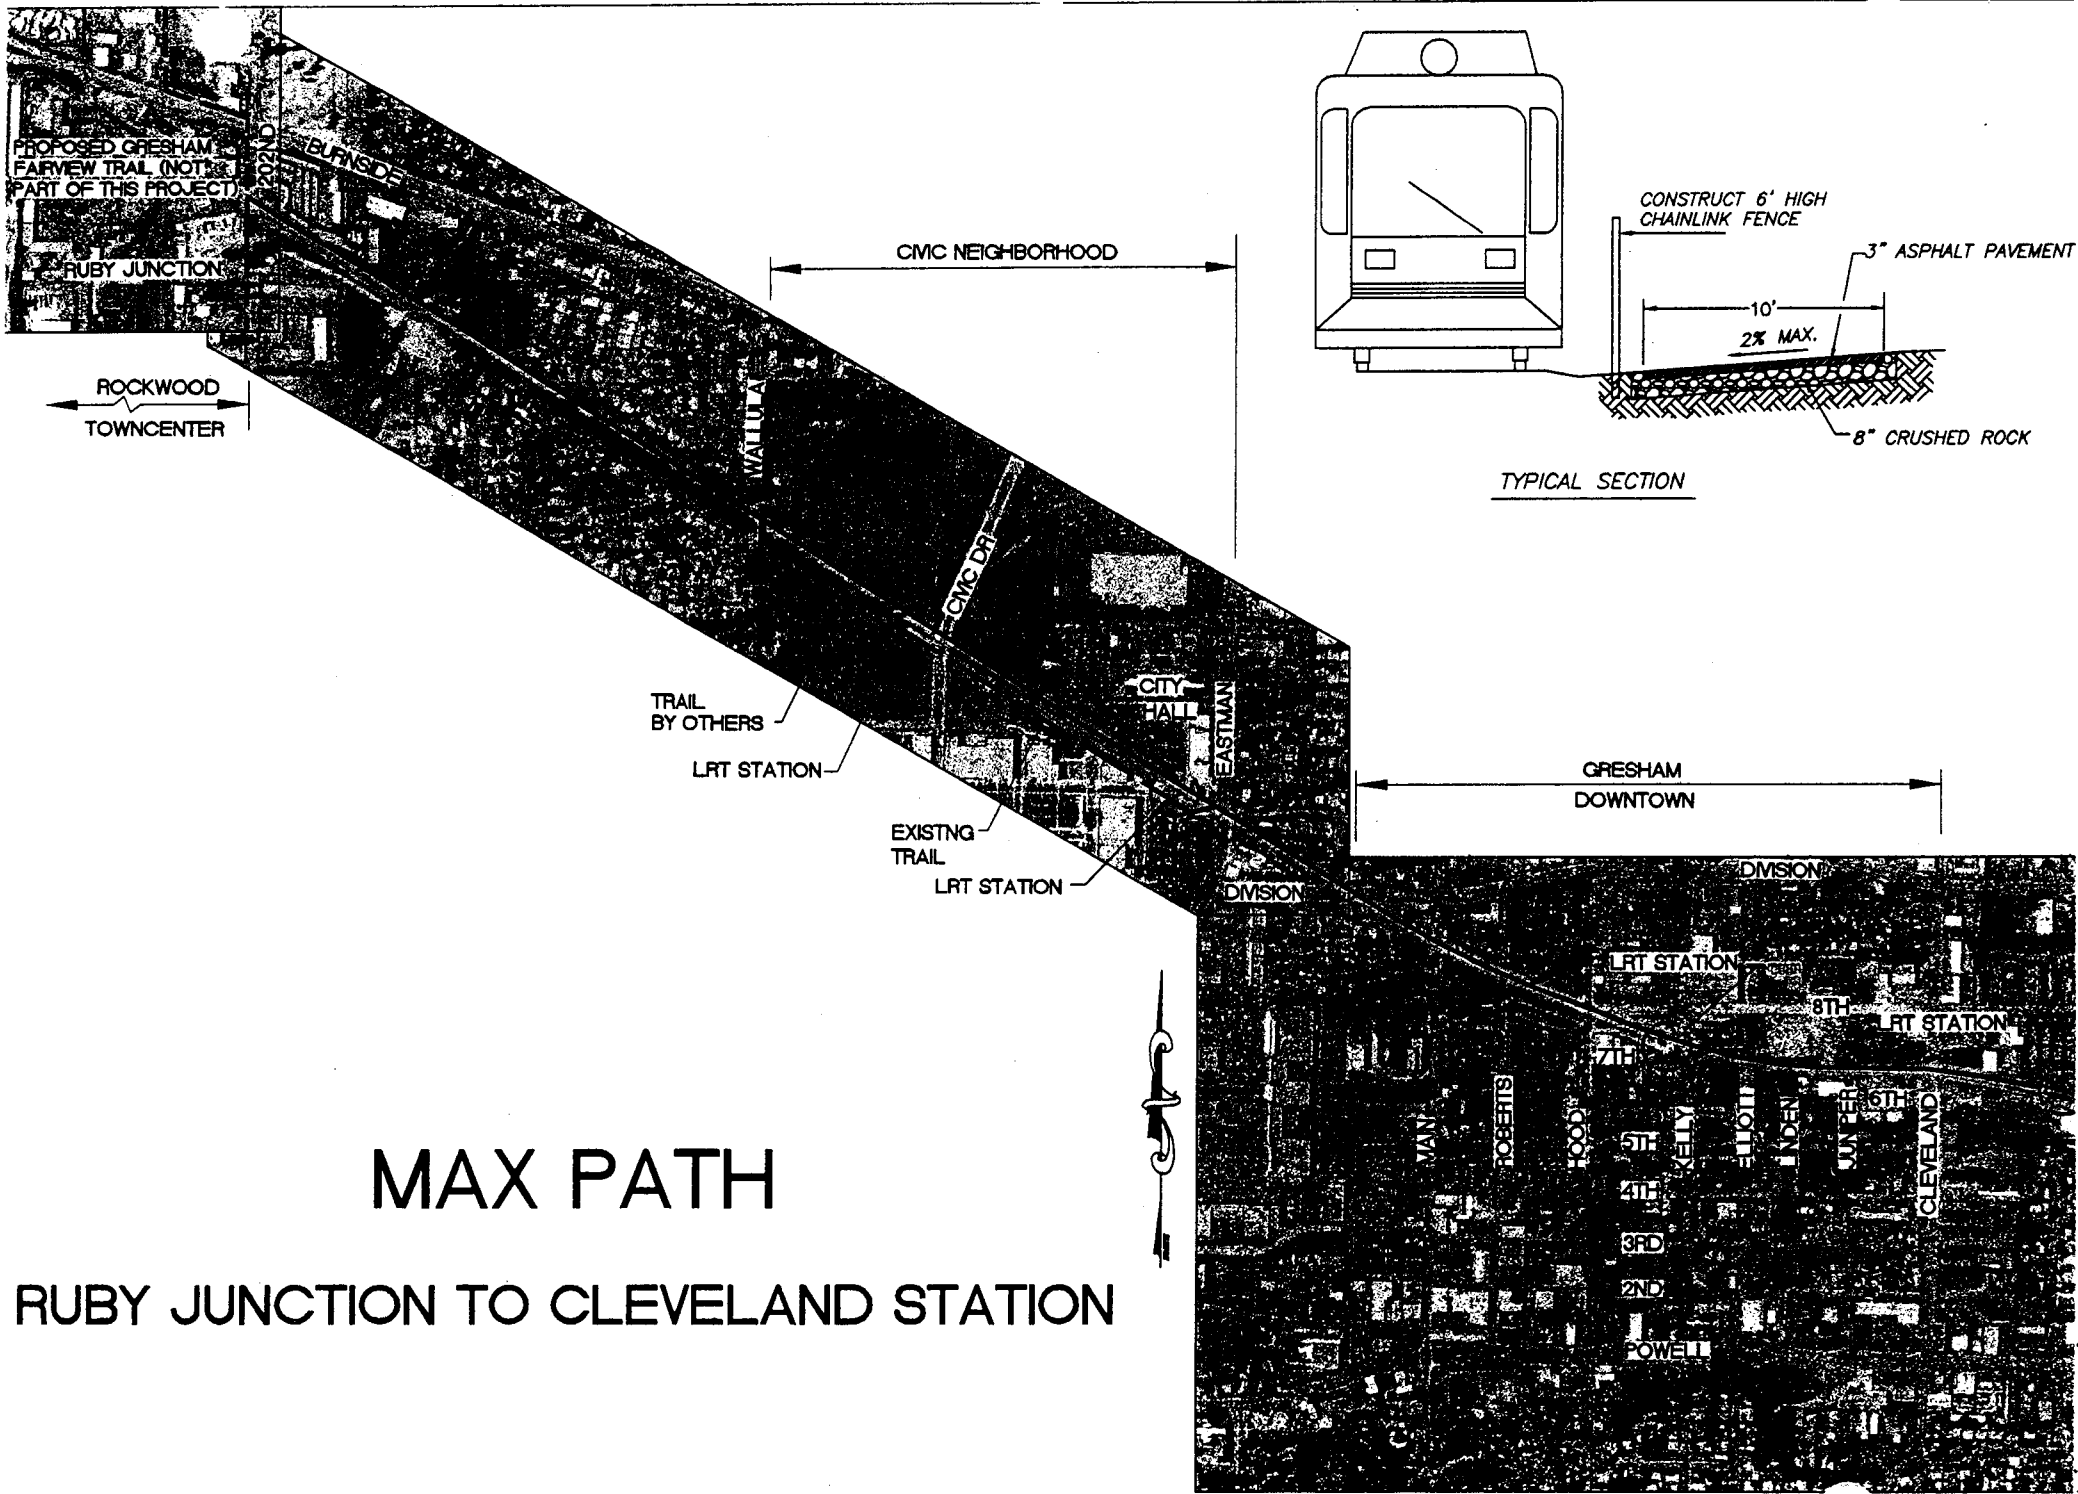 PROPOSED GRESHAM
FAIRVIEW TRAIL (NOT
PART OF THIS PROJECT)
202ND
BURNSIDE
RUBY JUNCTION
ROCKWOOD
TOWNCENTER
CIVIC NEIGHBORHOOD
WALLULA
CIVIC DR
CITY
HALL
EASTMAN
TRAIL
BY OTHERS
LRT STATION
EXISTNG
TRAIL
LRT STATION
DIVISION
CONSTRUCT 6' HIGH
CHAINLINK FENCE
3" ASPHALT PAVEMENT
10'
2% MAX.
8" CRUSHED ROCK
TYPICAL SECTION
GRESHAM
DOWNTOWN
DIVISION
LRT STATION
8TH
LRT STATION
7TH
6TH
MAIN
ROBERTS
HOOD
5TH
KELLY
ELLIOTT
LINDEN
JUNIPER
CLEVELAND
4TH
3RD
2ND
POWELL
MAX PATH
RUBY JUNCTION TO CLEVELAND STATION